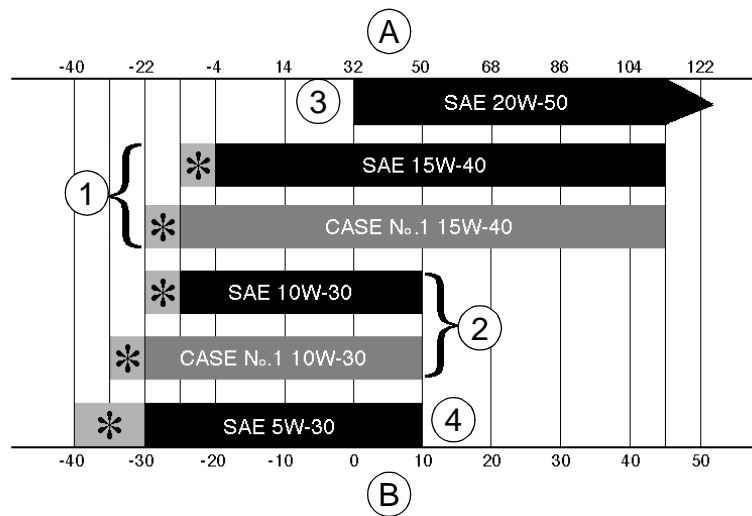 A
-40 -22 -4 14 32 50 68 86 104 122
3
SAE 20W-50
1
* SAE 15W-40
* CASE No.1 15W-40
* SAE 10W-30
2
* CASE No.1 10W-30
* SAE 5W-30
4
-40 -30 -20 -10 0 10 20 30 40 50
B